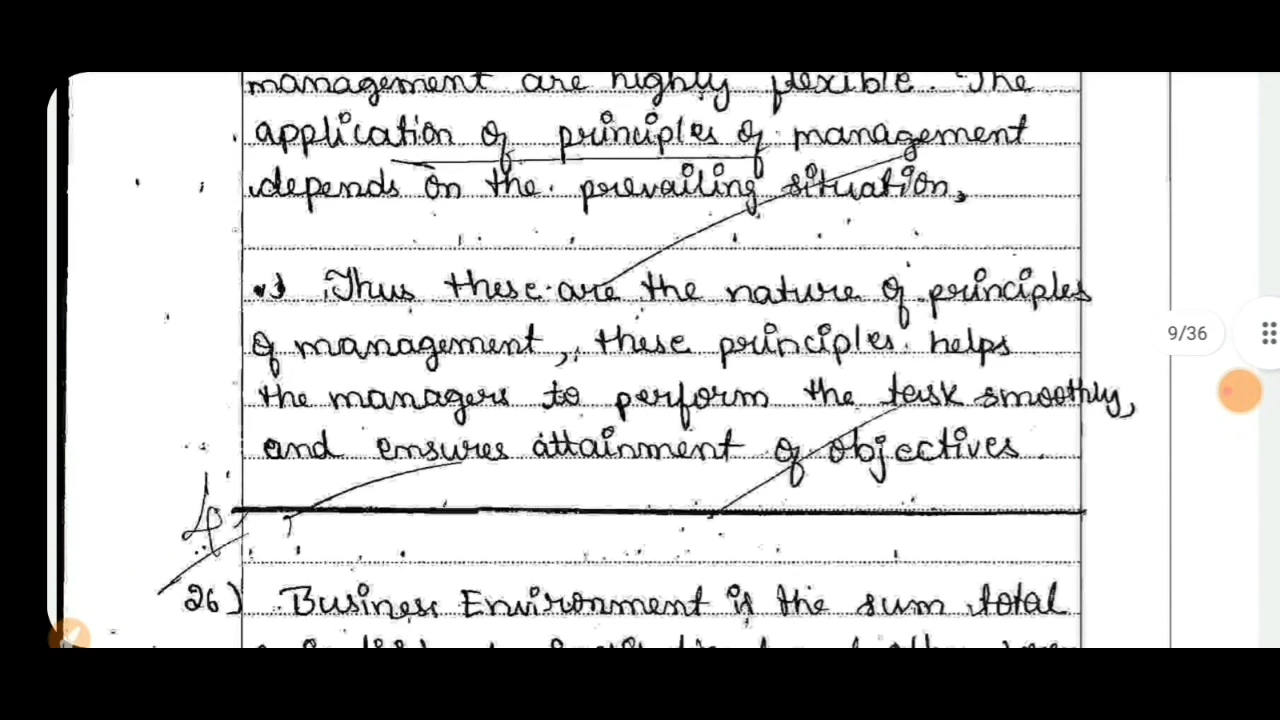 management are highly flexible. The
application of principles of management
depends on the prevailing situation,
Thus these are the nature of principles
of management, these principles helps
the managers to perform the task smoothly,
and ensures attainment of objectives.
9/36
26) Business Environment is the sum total